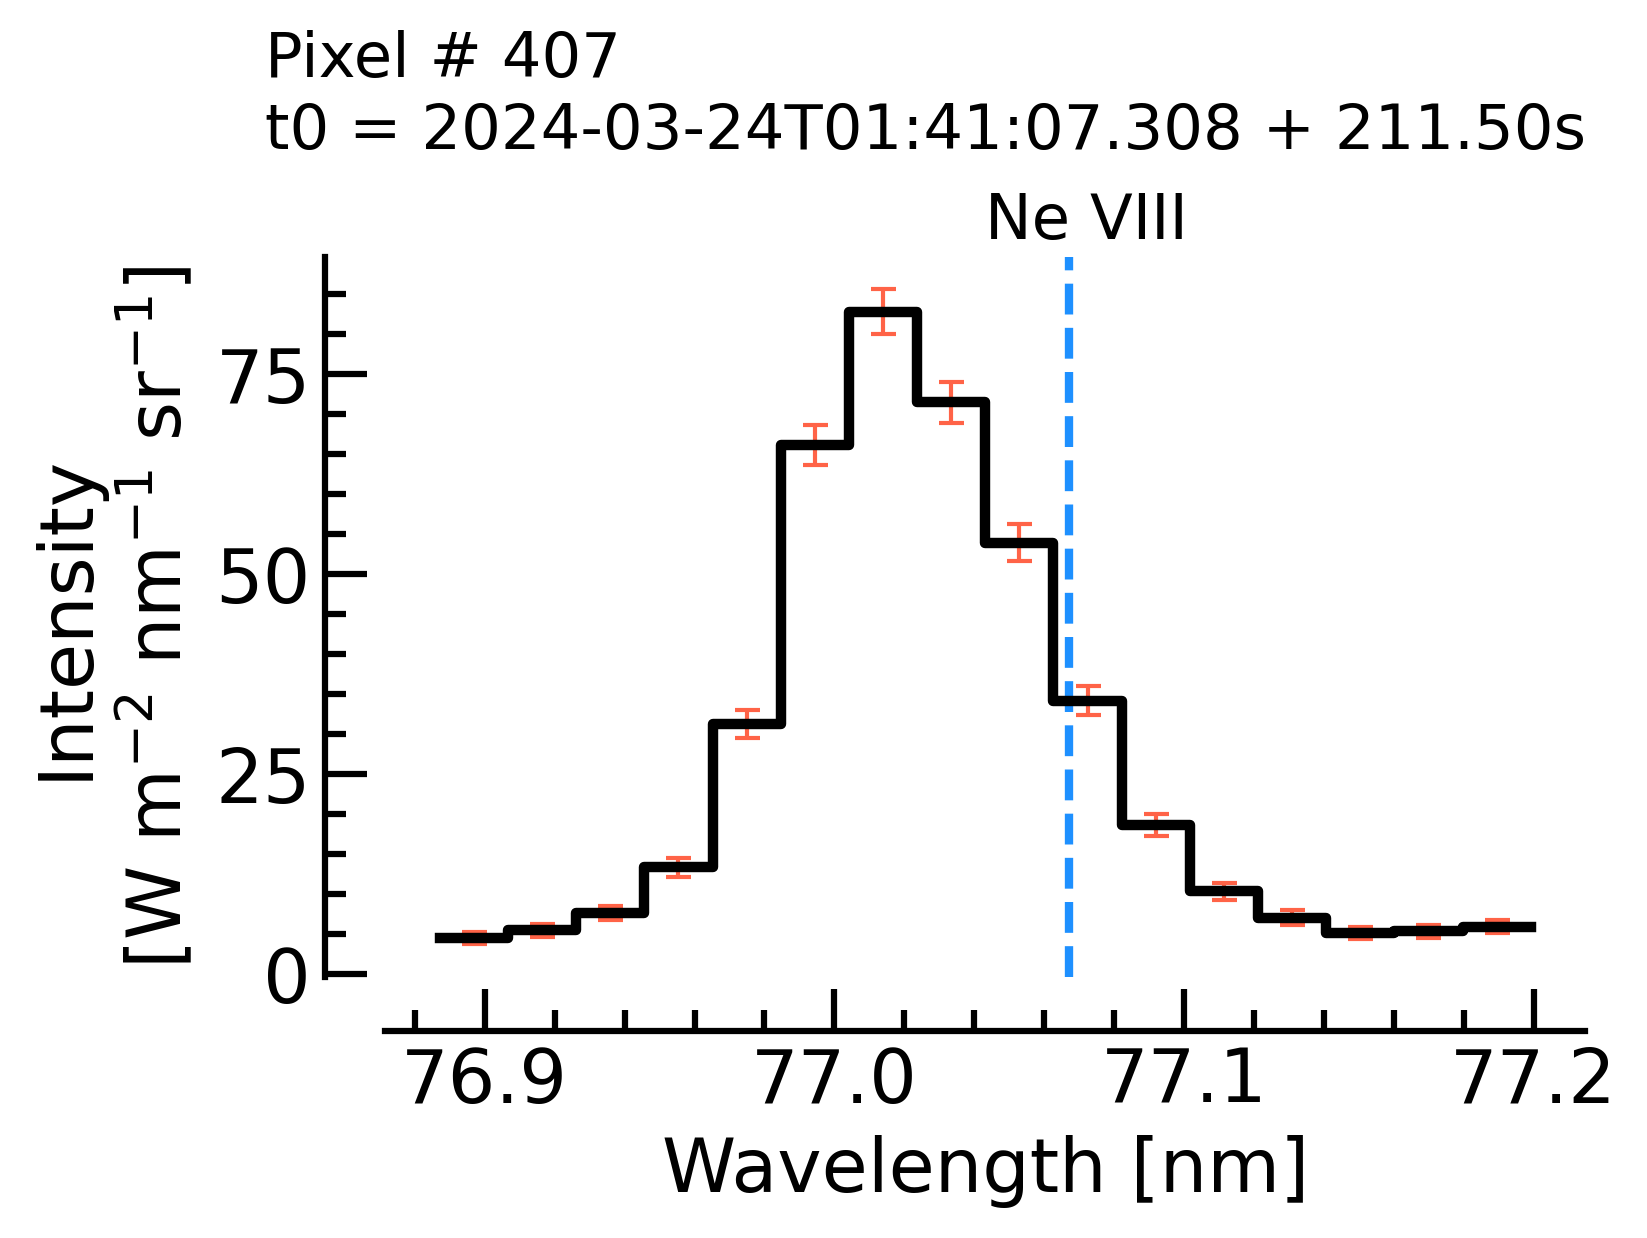 Pixel # 407
t0 = 2024-03-24T01:41:07.308 + 211.50s
Ne VIII
Intensity
[W m⁻² nm⁻¹ sr⁻¹]
75
50
25
0
76.9 77.0 77.1 77.2
Wavelength [nm]